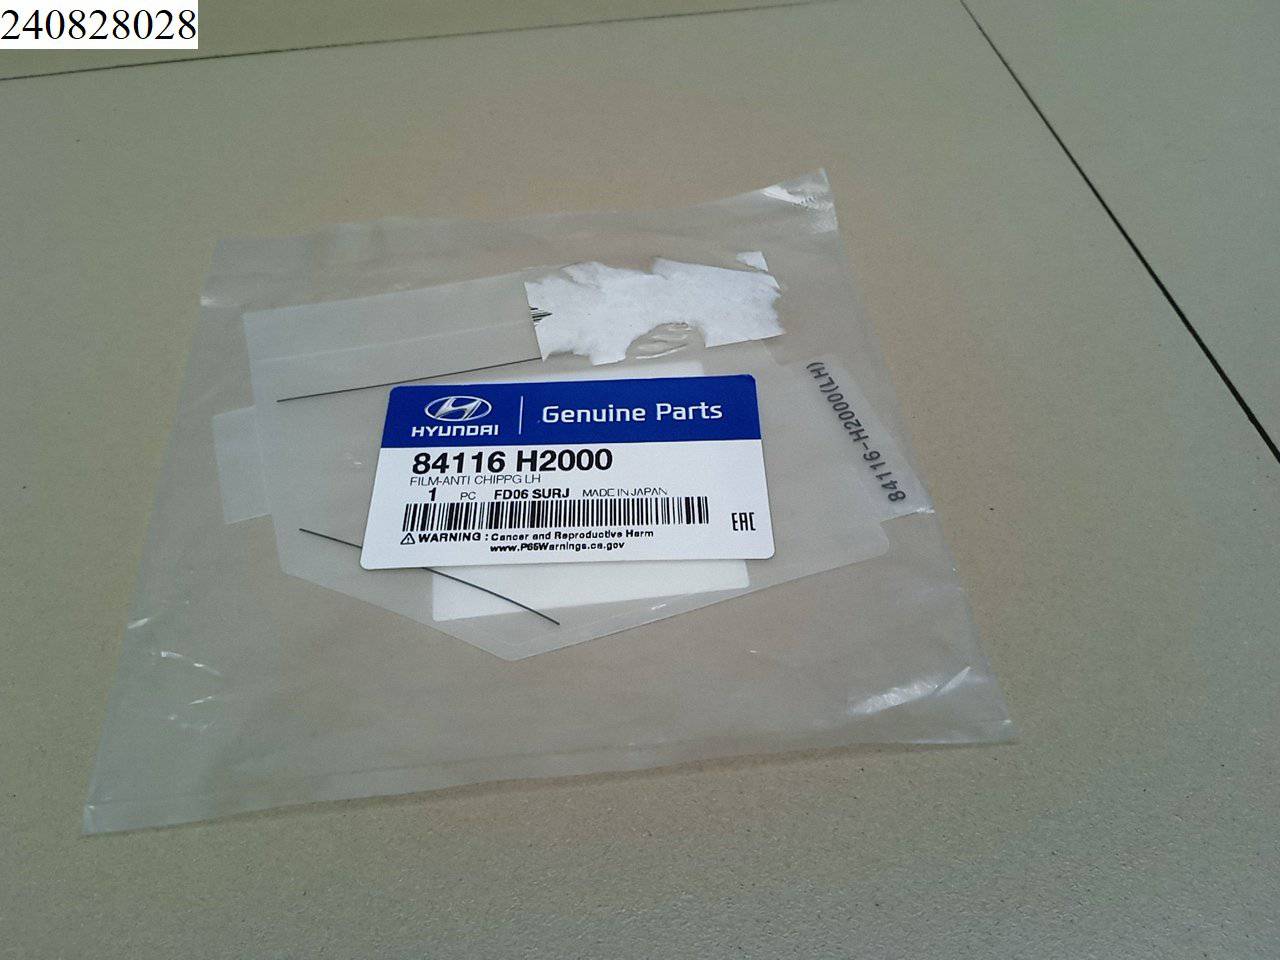 240828028
84116-H2000(LH)
HYUNDAI
Genuine Parts
84116 H2000
FILM-ANTI CHIPPG LH
1 PC FD06 SURJ MADE IN JAPAN
EAC
WARNING : Cancer and Reproductive Harm
www.P65Warnings.ca.gov